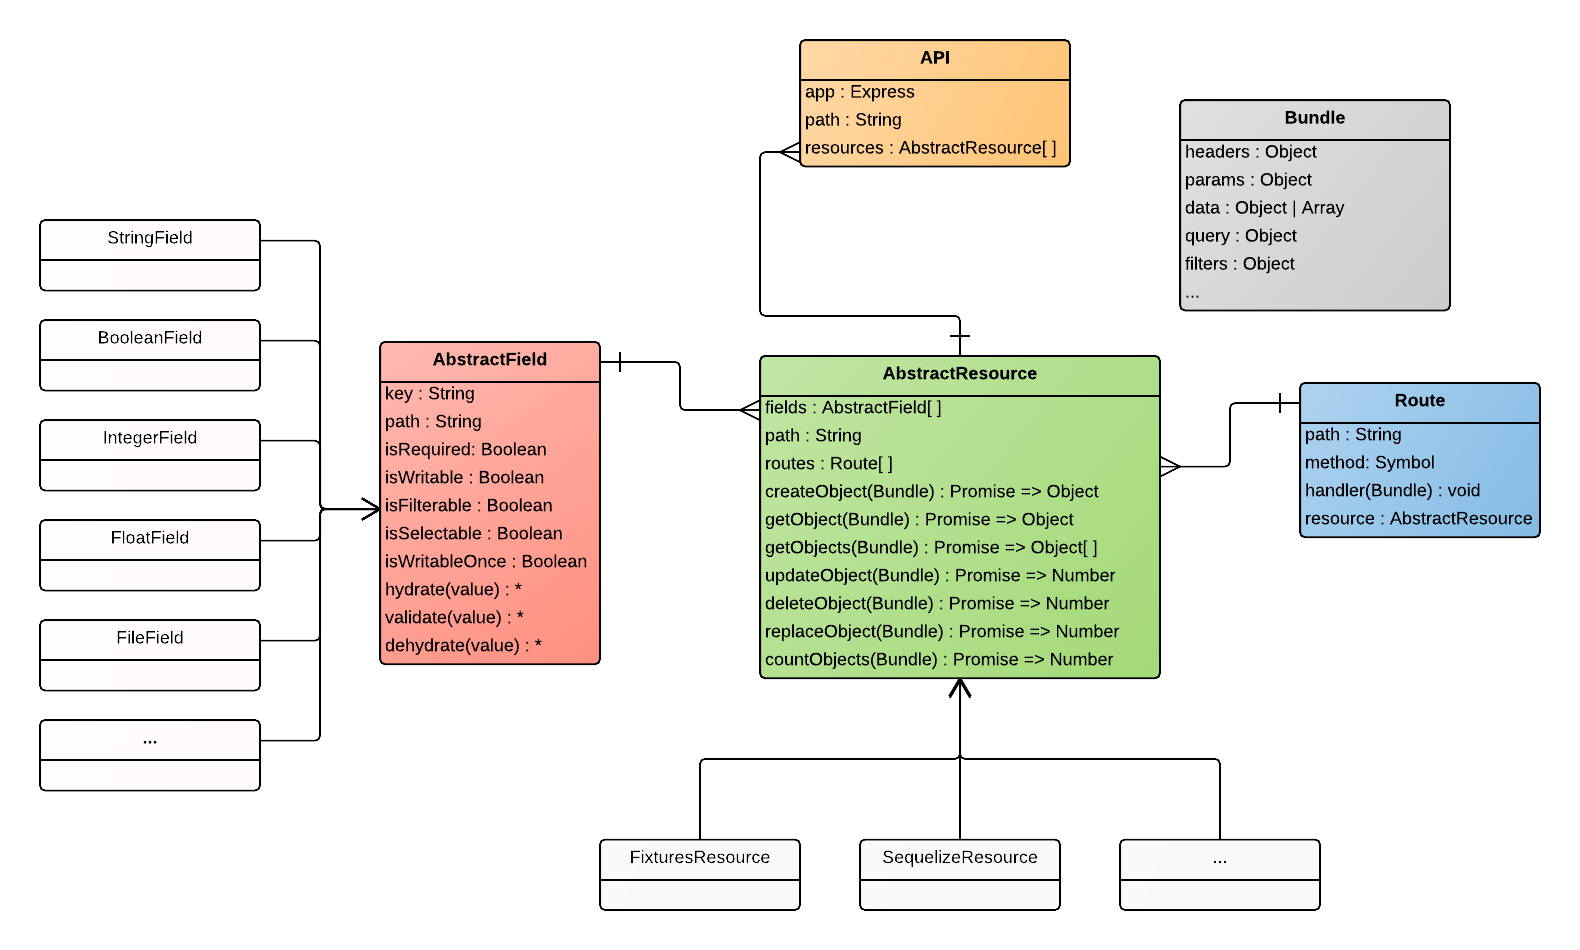 API
app : Express
path : String
resources : AbstractResource[ ]
Bundle
headers : Object
params : Object
data : Object | Array
query : Object
filters : Object
...
StringField
BooleanField
IntegerField
FloatField
FileField
...
AbstractField
key : String
path : String
isRequired: Boolean
isWritable : Boolean
isFilterable : Boolean
isSelectable : Boolean
isWritableOnce : Boolean
hydrate(value) : *
validate(value) : *
dehydrate(value) : *
AbstractResource
fields : AbstractField[ ]
path : String
routes : Route[ ]
createObject(Bundle) : Promise => Object
getObject(Bundle) : Promise => Object
getObjects(Bundle) : Promise => Object[ ]
updateObject(Bundle) : Promise => Number
deleteObject(Bundle) : Promise => Number
replaceObject(Bundle) : Promise => Number
countObjects(Bundle) : Promise => Number
Route
path : String
method: Symbol
handler(Bundle) : void
resource : AbstractResource
FixturesResource
SequelizeResource
...